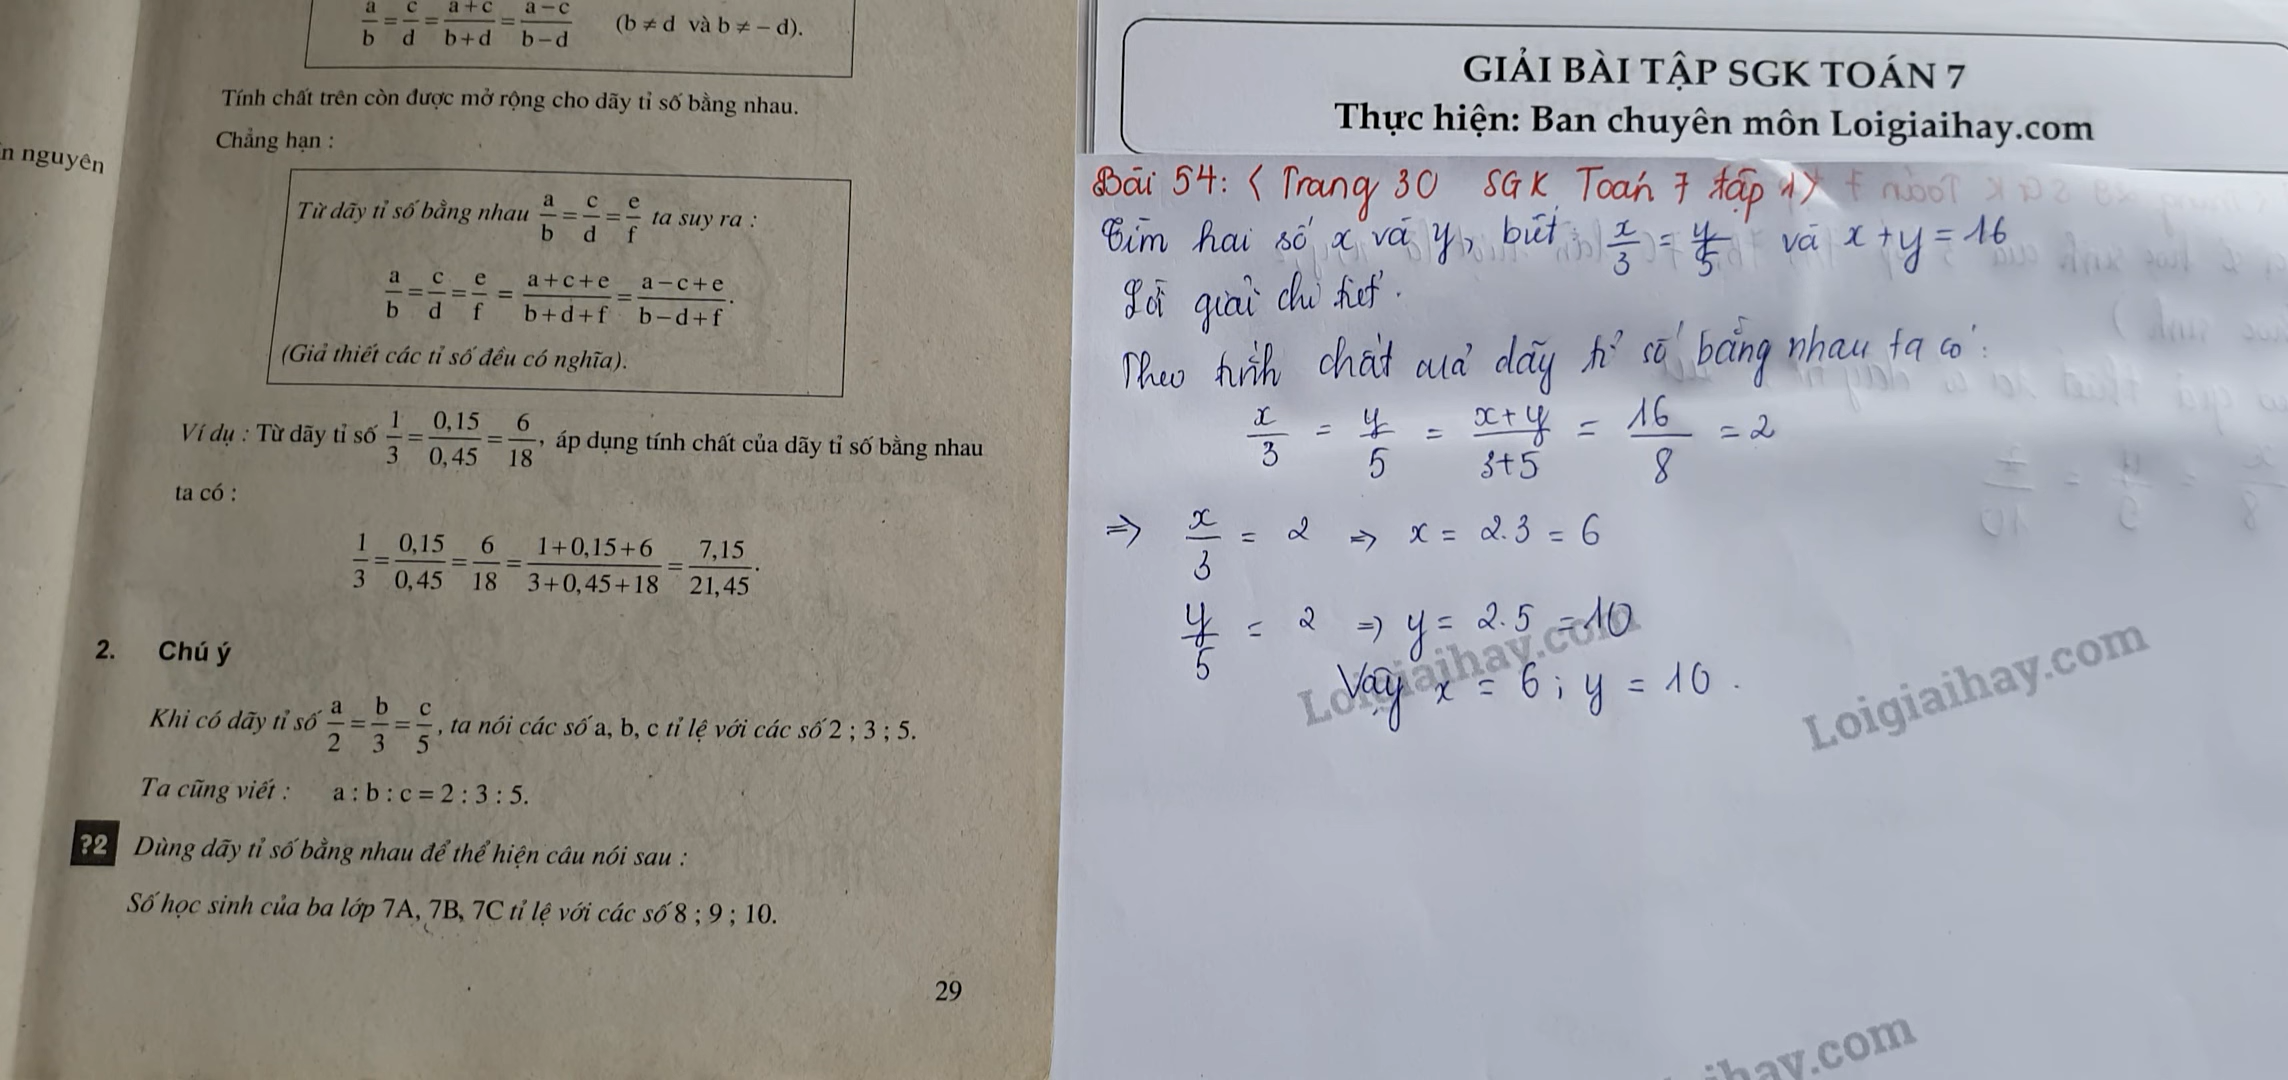 a/b = c/d = a+c/b+d = a−c/b−d (b ≠ d và b ≠ − d).
Tính chất trên còn được mở rộng cho dãy tỉ số bằng nhau.
Chẳng hạn :
n nguyên
Từ dãy tỉ số bằng nhau a/b = c/d = e/f ta suy ra :
a/b = c/d = e/f = a+c+e/b+d+f = a−c+e/b−d+f.
(Giả thiết các tỉ số đều có nghĩa).
Ví dụ : Từ dãy tỉ số 1/3 = 0,15/0,45 = 6/18, áp dụng tính chất của dãy tỉ số bằng nhau
ta có :
1/3 = 0,15/0,45 = 6/18 = 1+0,15+6/3+0,45+18 = 7,15/21,45.
2. Chú ý
Khi có dãy tỉ số a/2 = b/3 = c/5, ta nói các số a, b, c tỉ lệ với các số 2 ; 3 ; 5.
Ta cũng viết : a : b : c = 2 : 3 : 5.
?2 Dùng dãy tỉ số bằng nhau để thể hiện câu nói sau :
Số học sinh của ba lớp 7A, 7B, 7C tỉ lệ với các số 8 ; 9 ; 10.
29
GIẢI BÀI TẬP SGK TOÁN 7
Thực hiện: Ban chuyên môn Loigiaihay.com
Bài 54: ( Trang 30 SGK Toán 7 tập 1)
Tìm hai số x và y, biết: x/3 = y/5 và x + y = 16
Lời giải chi tiết.
Theo tính chất của dãy tỉ số bằng nhau ta có :
x/3 = y/5 = x+y/3+5 = 16/8 = 2
=> x/3 = 2 => x = 2.3 = 6
y/5 = 2 => y = 2.5 = 10
Vậy x = 6 ; y = 10 .
Loigiaihay.com
Loigiaihay.com
iaihay.com